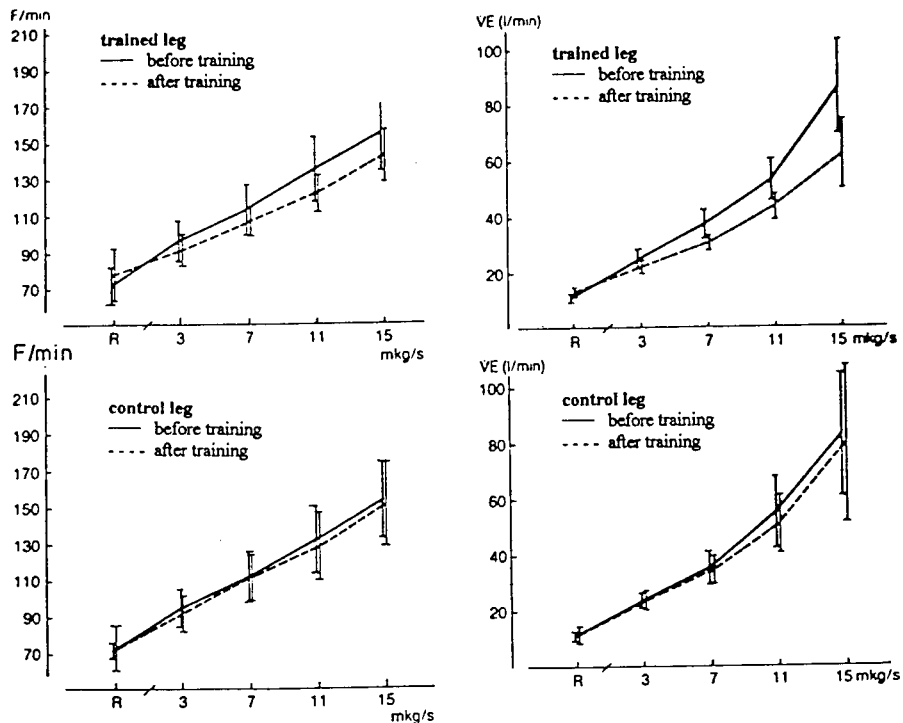 F/min
210
190
170
150
130
110
90
70
trained leg
before training
after training
R 3 7 11 15
mkg/s
VE (l/min)
100
80
60
40
20
trained leg
before training
after training
R 3 7 11 15 mkg/s
F/min
210
190
170
150
130
110
90
70
control leg
before training
after training
R 3 7 11 15
mkg/s
VE (l/min)
100
80
60
40
20
control leg
before training
after training
R 3 7 11 15 mkg/s